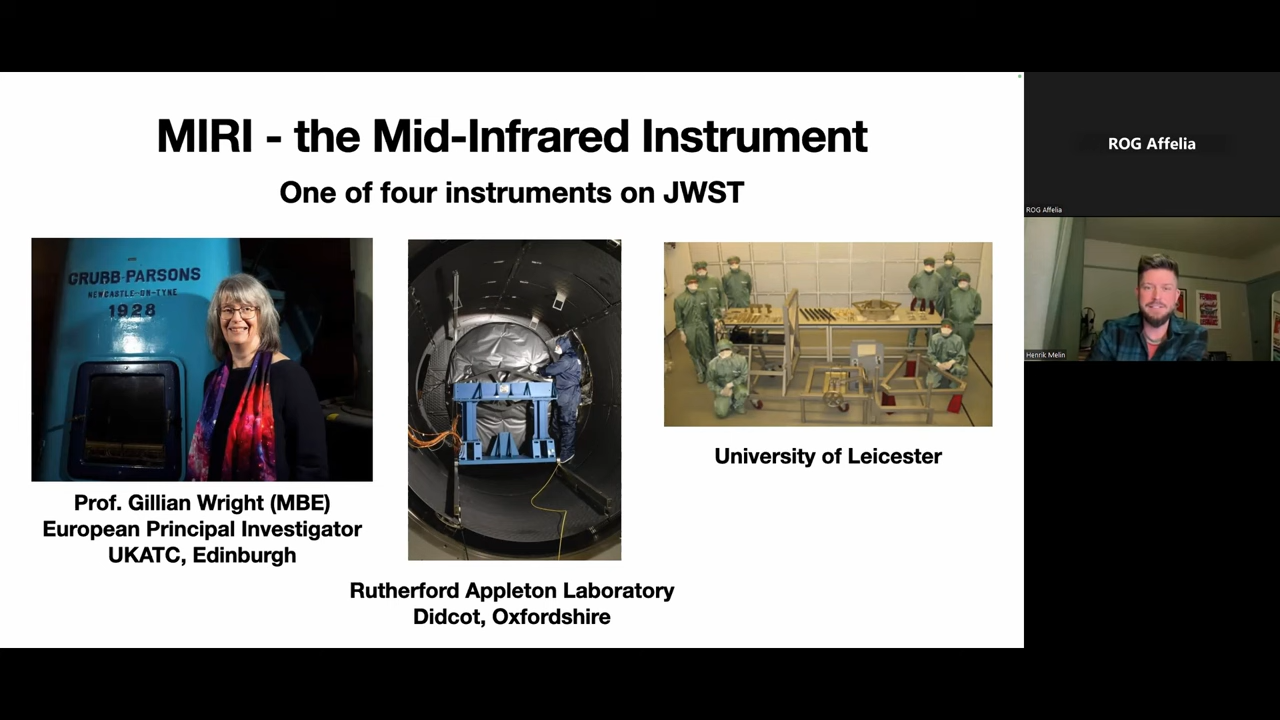 MIRI - the Mid-Infrared Instrument
One of four instruments on JWST
GRUBB PARSONS
NEWCASTLE-ON-TYNE
1928
Prof. Gillian Wright (MBE)
European Principal Investigator
UKATC, Edinburgh
Rutherford Appleton Laboratory
Didcot, Oxfordshire
University of Leicester
ROG Affelia
ROG Affelia
Henrik Melin